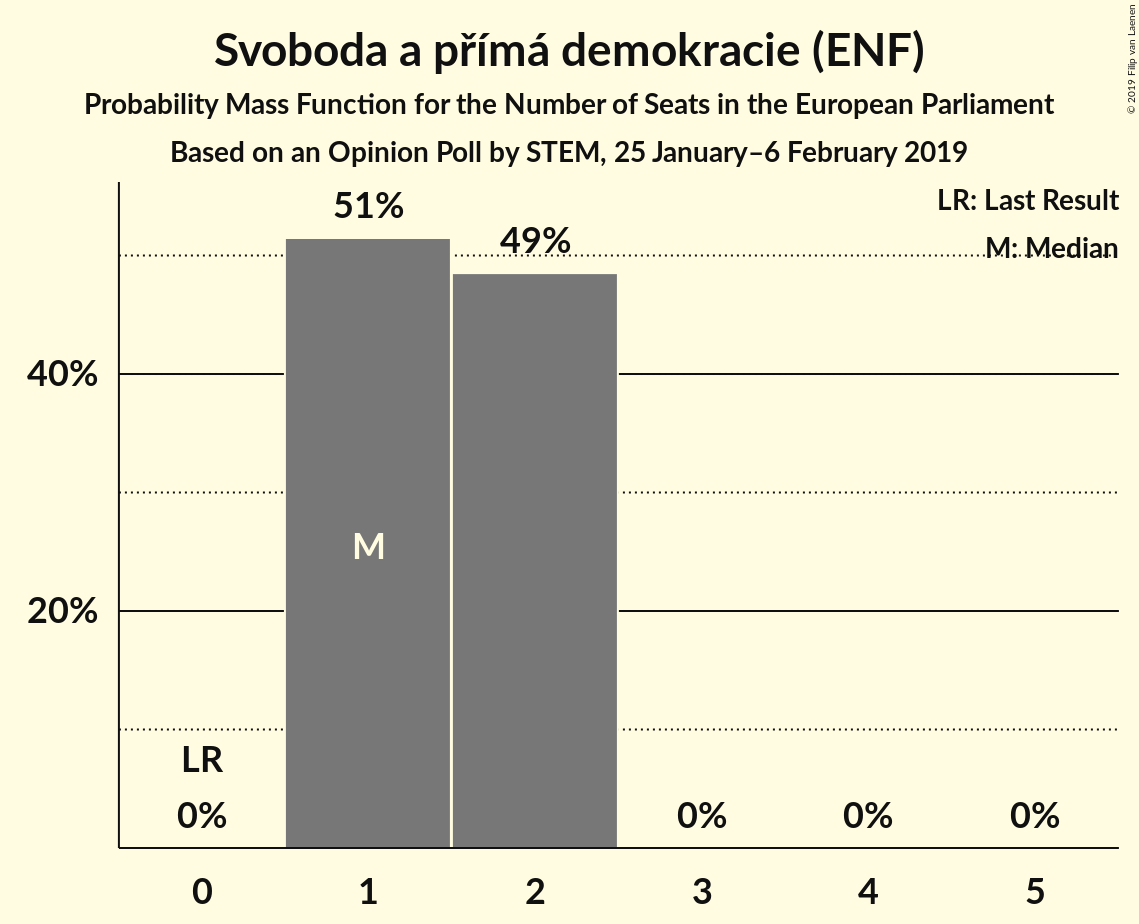 Svoboda a přímá demokracie (ENF)
Probability Mass Function for the Number of Seats in the European Parliament
Based on an Opinion Poll by STEM, 25 January–6 February 2019
© 2019 Filip van Laenen
LR: Last Result
M: Median
51%
49%
40%
M
20%
LR
0%
0%
0%
0%
0
1
2
3
4
5